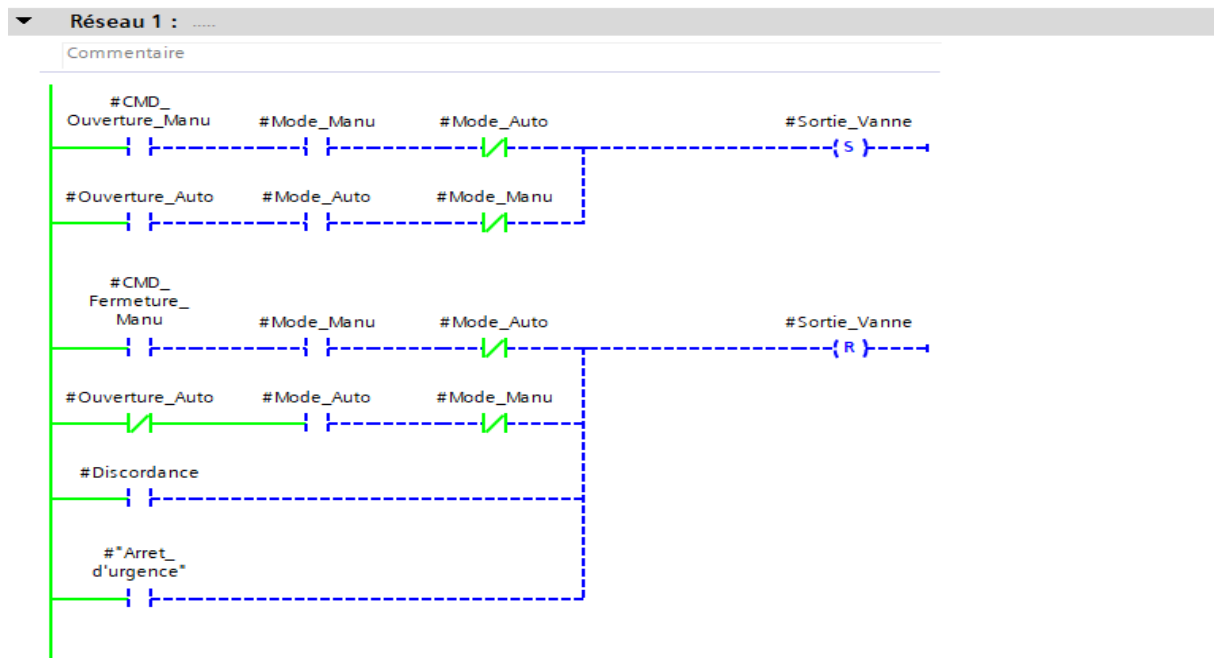 Réseau 1 : .....
Commentaire
#CMD_
Ouverture_Manu #Mode_Manu #Mode_Auto #Sortie_Vanne
S
#Ouverture_Auto #Mode_Auto #Mode_Manu
#CMD_
Fermeture_
Manu #Mode_Manu #Mode_Auto #Sortie_Vanne
R
#Ouverture_Auto #Mode_Auto #Mode_Manu
#Discordance
#"Arret_
d'urgence"